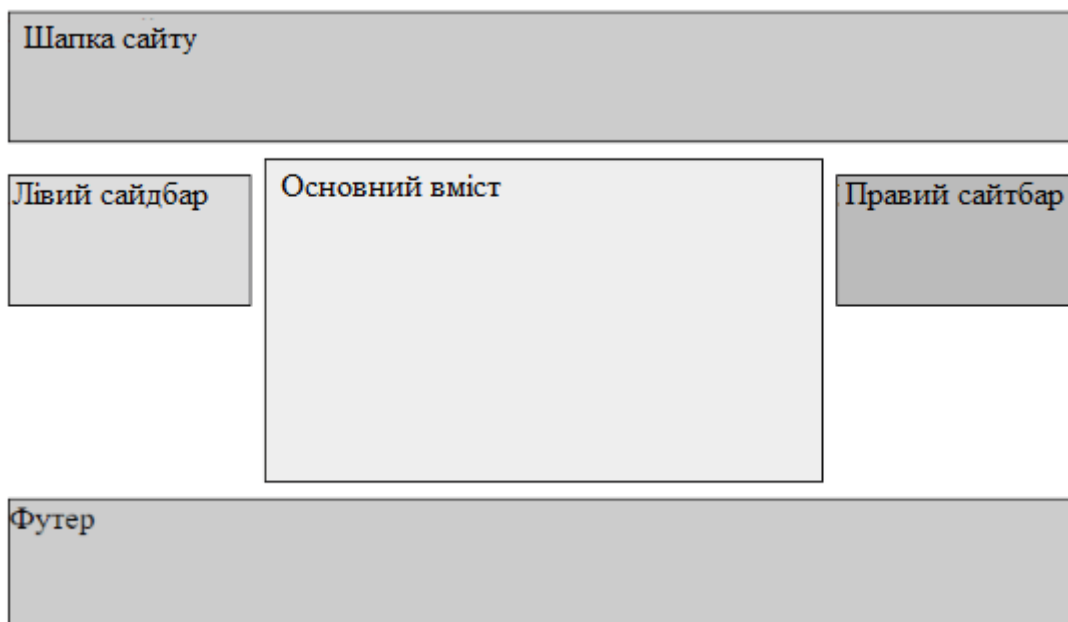 Шапка сайту
Лівий сайдбар
Основний вміст
Правий сайтбар
Футер